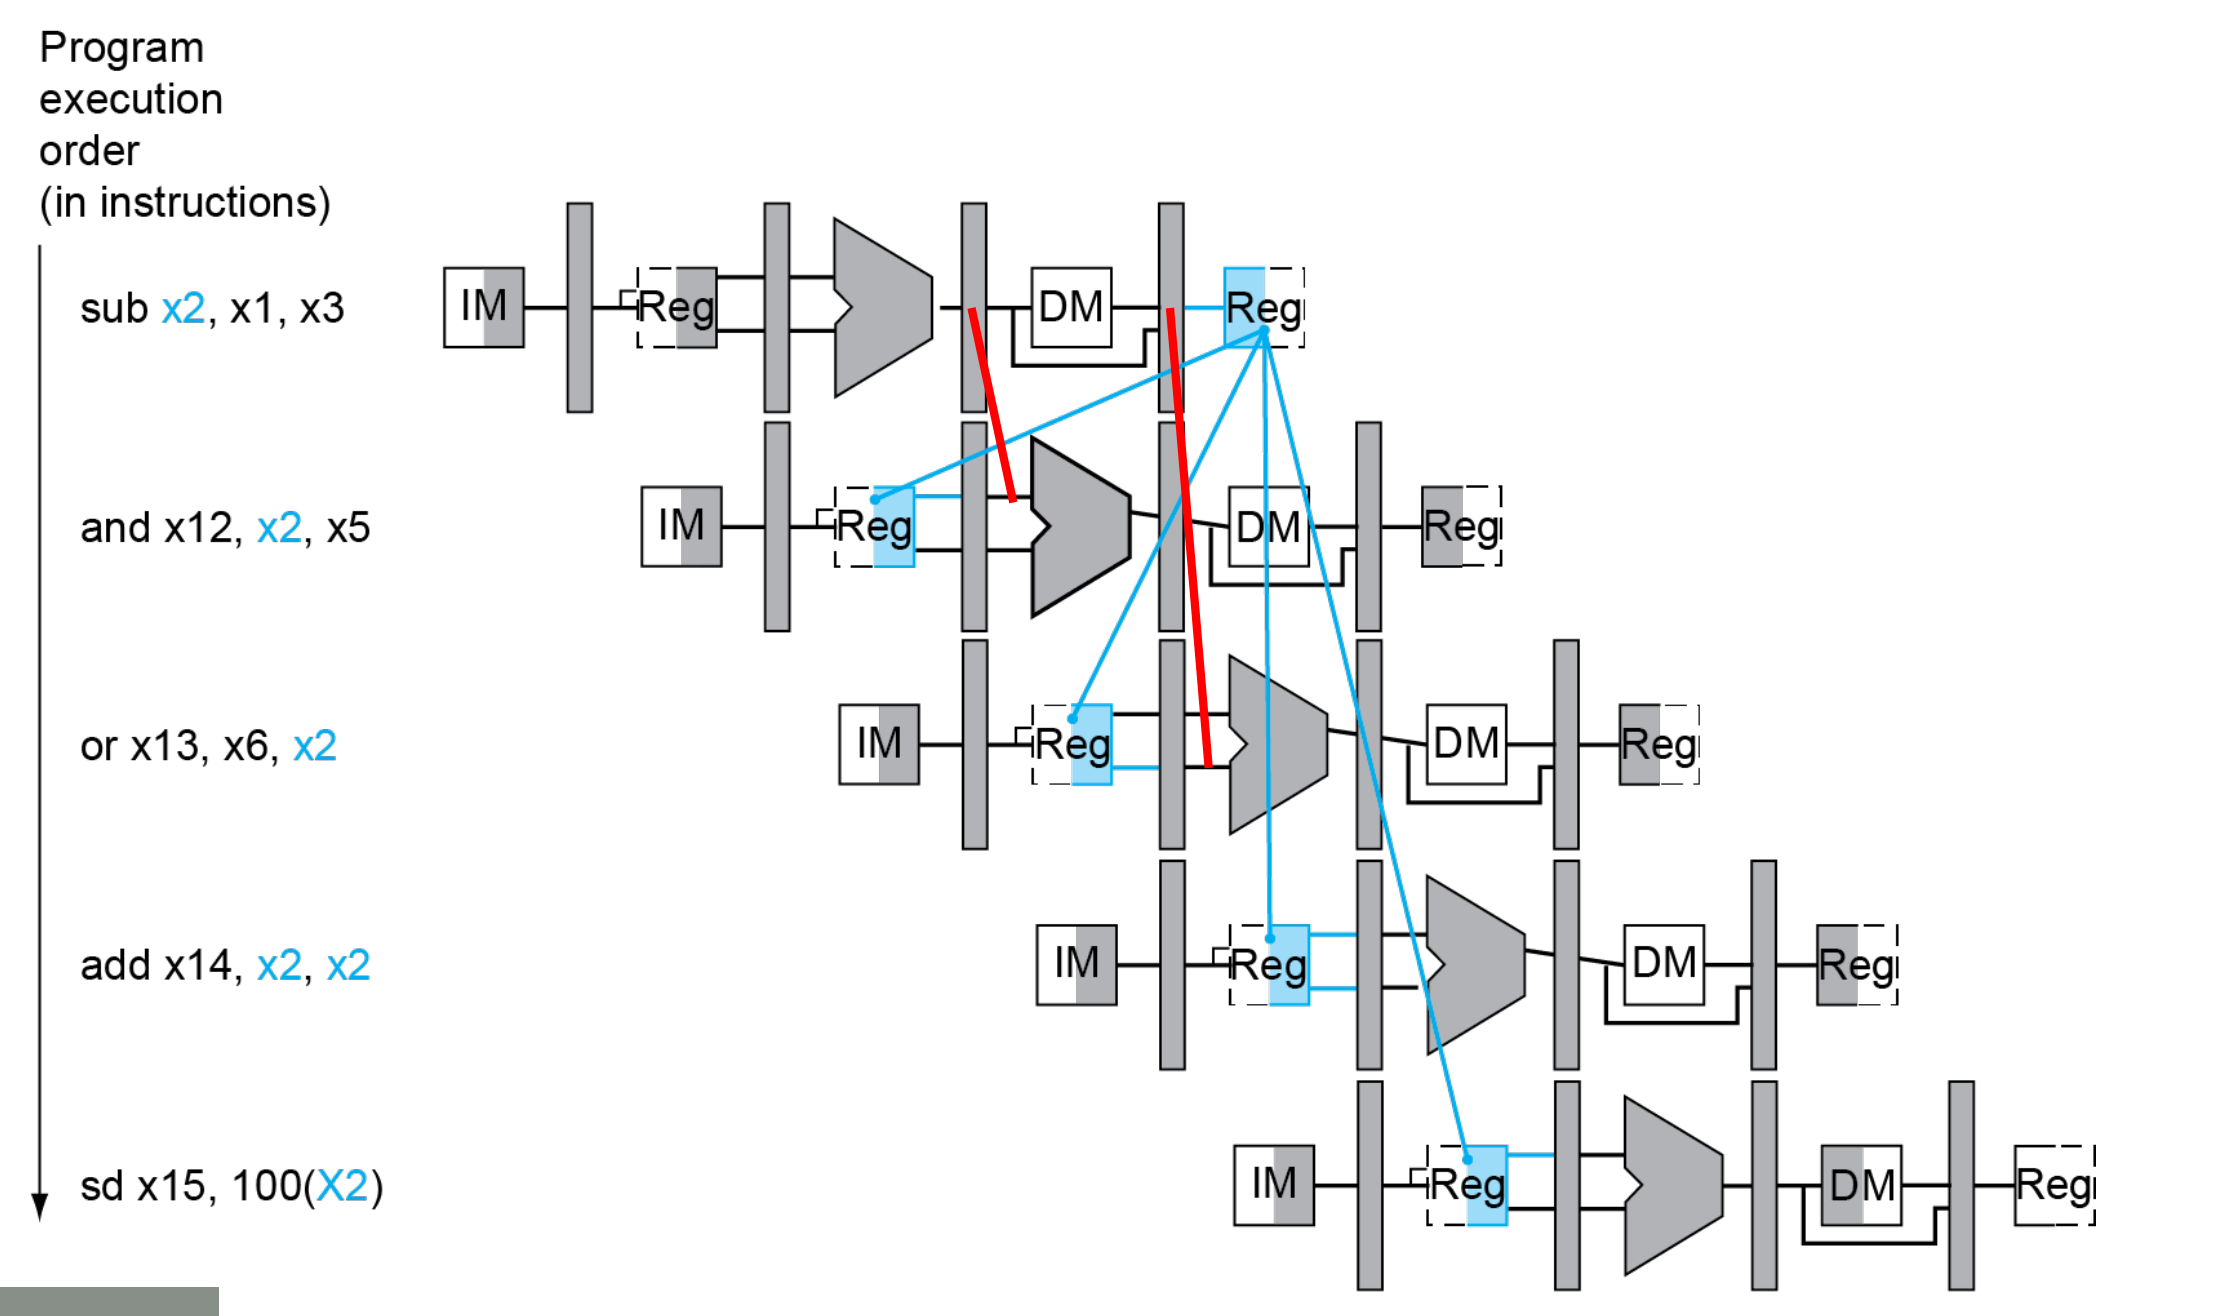 Program
execution
order
(in instructions)
sub x2, x1, x3
IM Reg DM Reg
and x12, x2, x5
IM Reg DM Reg
or x13, x6, x2
IM Reg DM Reg
add x14, x2, x2
IM Reg DM Reg
sd x15, 100(X2)
IM Reg DM Reg